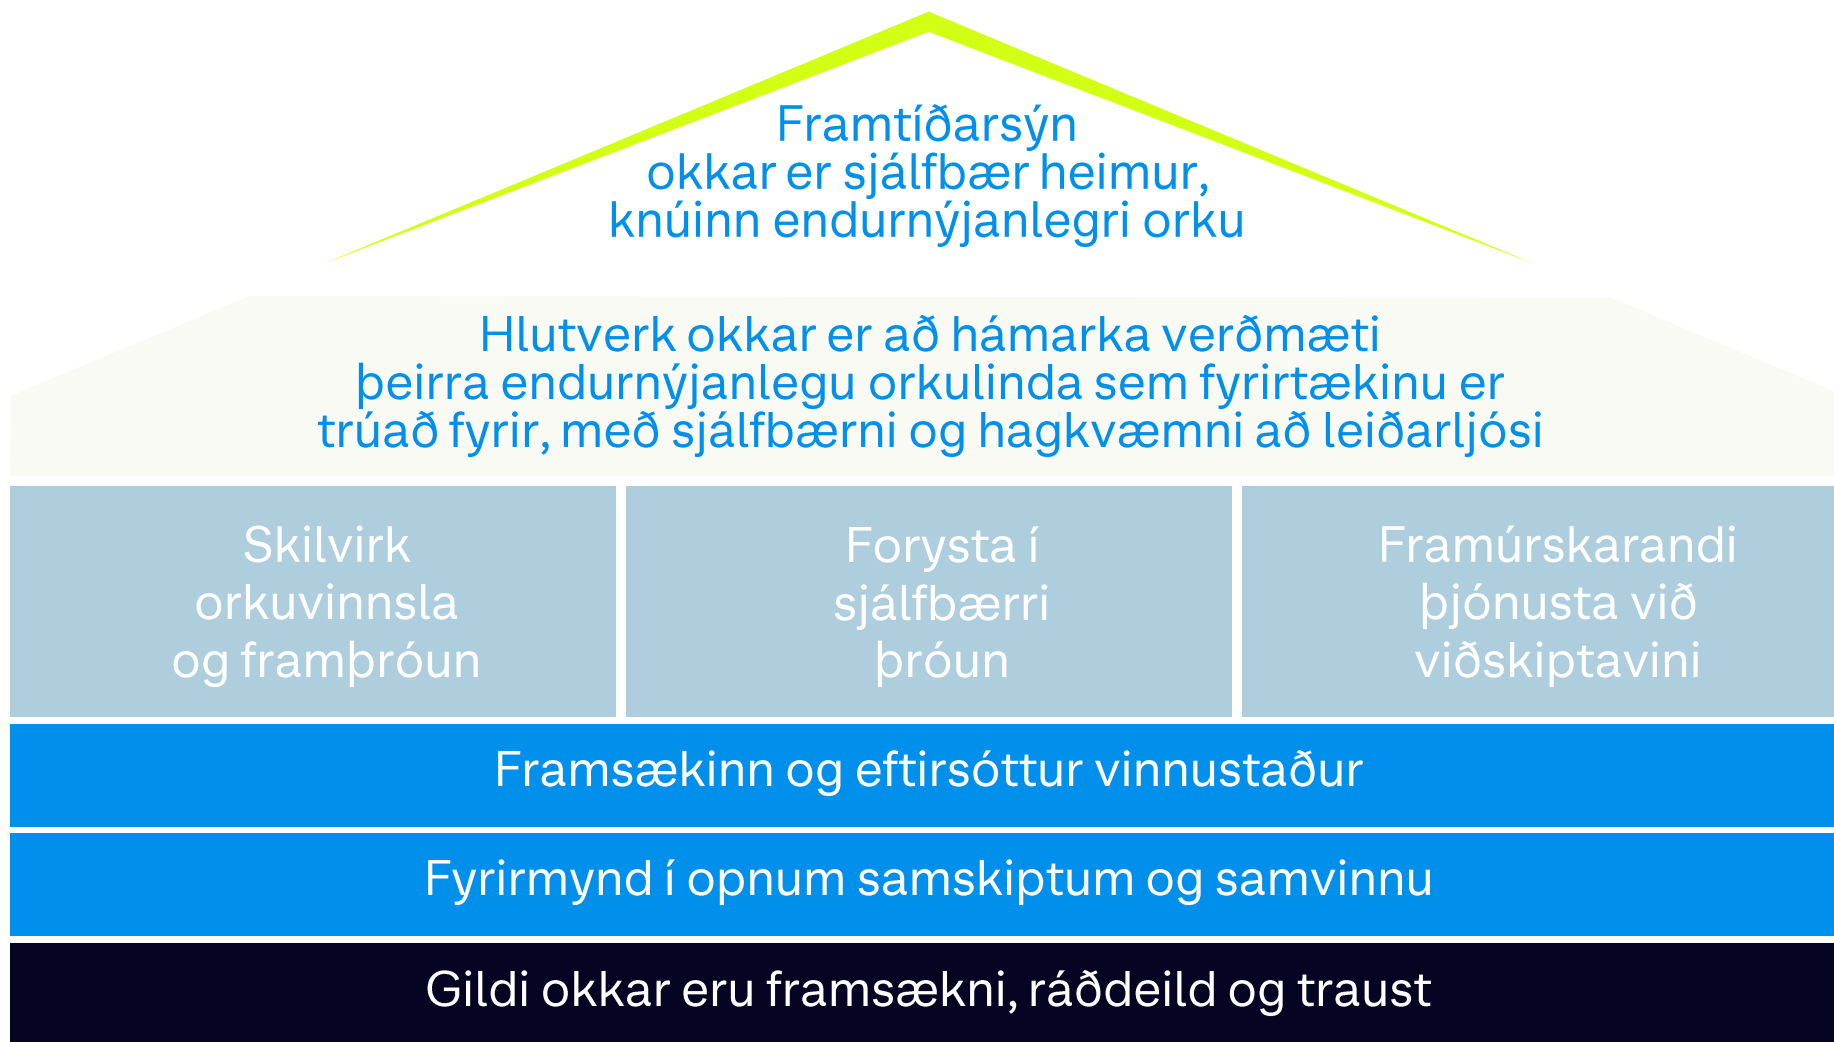 Framtíðarsýn
okkar er sjálfbær heimur,
knúinn endurnýjanlegri orku
Hlutverk okkar er að hámarka verðmæti
þeirra endurnýjanlegu orkulinda sem fyrirtækinu er
trúað fyrir, með sjálfbærni og hagkvæmni að leiðarljósi
Skilvirk
orkuvinnsla
og framþróun
Forysta í
sjálfbærri
þróun
Framúrskarandi
þjónusta við
viðskiptavini
Framsækinn og eftirsóttur vinnustaður
Fyrirmynd í opnum samskiptum og samvinnu
Gildi okkar eru framsækni, ráðdeild og traust